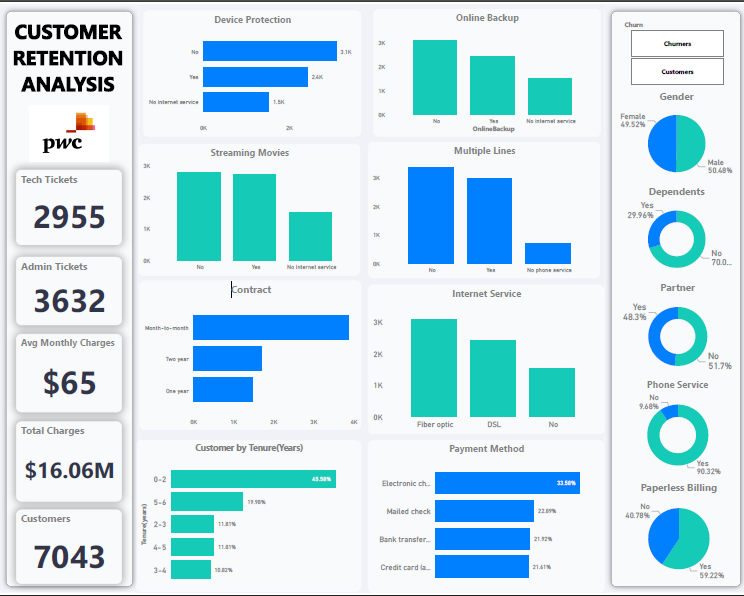 CUSTOMER
RETENTION
ANALYSIS
pwc
Tech Tickets
2955
Admin Tickets
3632
Avg Monthly Charges
$65
Total Charges
$16.06M
Customers
7043
Device Protection
No
3.1K
Yes
2.4K
No internet service
1.5K
0K
2K
Online Backup
3K
2K
1K
0K
No
Yes
No internet service
OnlineBackup
Streaming Movies
3K
2K
1K
0K
No
Yes
No internet service
Multiple Lines
3K
2K
1K
0K
No
Yes
No phone service
Contract
Month-to-month
Two year
One year
0K
1K
2K
3K
4K
Internet Service
3K
2K
1K
0K
Fiber optic
DSL
No
Customer by Tenure(Years)
Tenure(years)
0-2
45.50%
5-6
19.98%
2-3
11.81%
4-5
11.81%
3-4
10.82%
Payment Method
Electronic ch...
33.58%
Mailed check
22.89%
Bank transfer...
21.92%
Credit card (a...
21.61%
Churn
Churners
Customers
Gender
Female
49.52%
Male
50.48%
Dependents
Yes
29.96%
No
70.0...
Partner
Yes
48.3%
No
51.7%
Phone Service
No
9.68%
Yes
90.32%
Paperless Billing
No
40.78%
Yes
59.22%